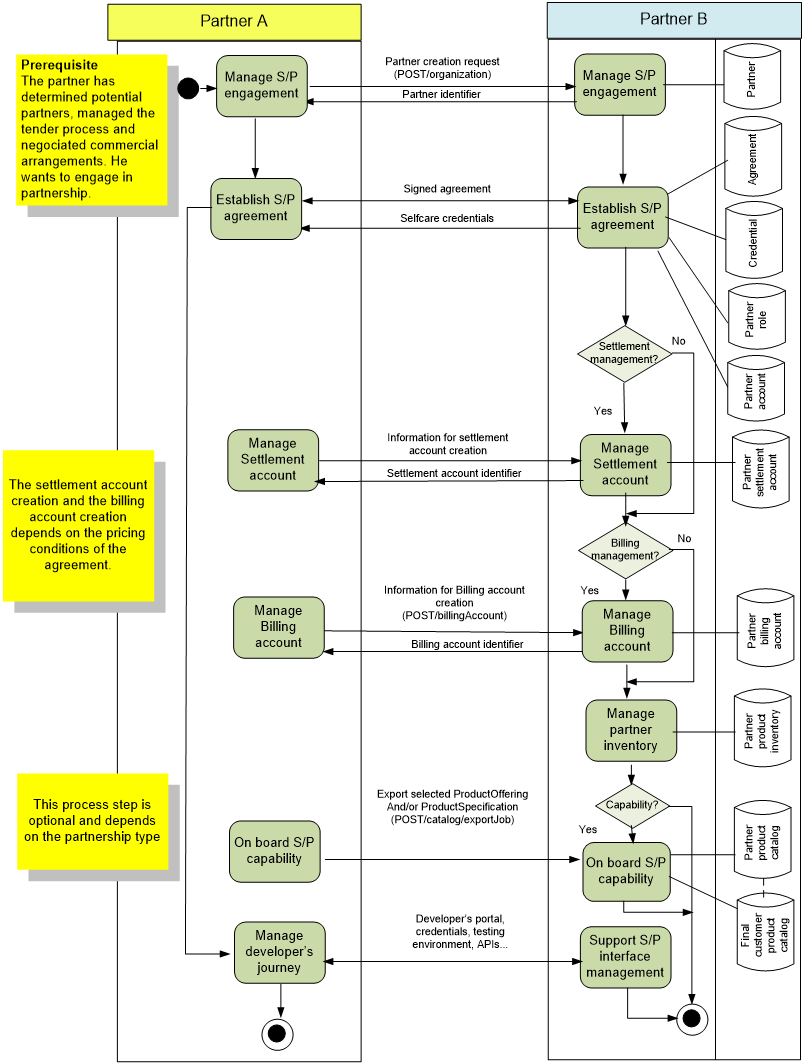 Partner A
Partner B
Prerequisite
The partner has
determined potential
partners, managed the
tender process and
negociated commercial
arrangements. He
wants to engage in
partnership.
Manage S/P
engagement
Partner creation request
(POST/organization)
Partner identifier
Manage S/P
engagement
Partner
Establish S/P
agreement
Signed agreement
Selfcare credentials
Establish S/P
agreement
Agreement
Credential
Partner
role
Partner
account
Settlement
management?
No
Yes
The settlement account
creation and the billing
account creation
depends on the pricing
conditions of the
agreement.
Manage
Settlement
account
Information for settlement
account creation
Settlement account identifier
Manage
Settlement
account
Partner
settlement
account
Billing
management?
No
Yes
Manage
Billing
account
Information for Billing account
creation
(POST/billingAccount)
Billing account identifier
Manage
Billing
account
Partner
billing
account
Manage
partner
inventory
Partner
product
inventory
This process step is
optional and depends
on the partnership type
Export selected ProductOffering
And/or ProductSpecification
(POST/catalog/exportJob)
Capability?
Yes
On board S/P
capability
On board S/P
capability
Partner
product
catalog
Final
customer
product
catalog
Manage
developer's
journey
Developer's portal,
credentials, testing
environment, APIs...
Support S/P
interface
management